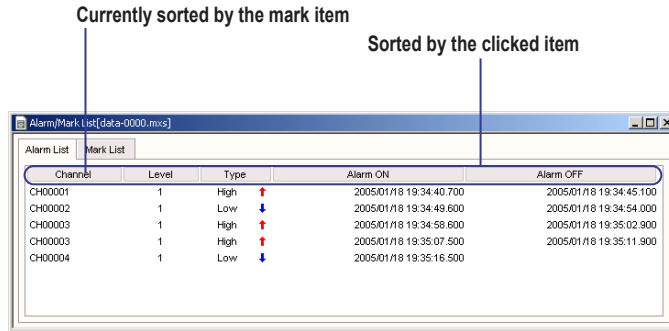 Currently sorted by the mark item
Sorted by the clicked item
Alarm/Mark List[data-0000.mxs]
Alarm List Mark List
Channel Level Type Alarm ON Alarm OFF
CH00001 1 High 2005/01/18 19:34:40.700 2005/01/18 19:34:45.100
CH00002 1 Low 2005/01/18 19:34:49.600 2005/01/18 19:34:54.000
CH00003 1 High 2005/01/18 19:34:58.600 2005/01/18 19:35:02.900
CH00003 1 High 2005/01/18 19:35:07.500 2005/01/18 19:35:11.900
CH00004 1 Low 2005/01/18 19:35:16.500